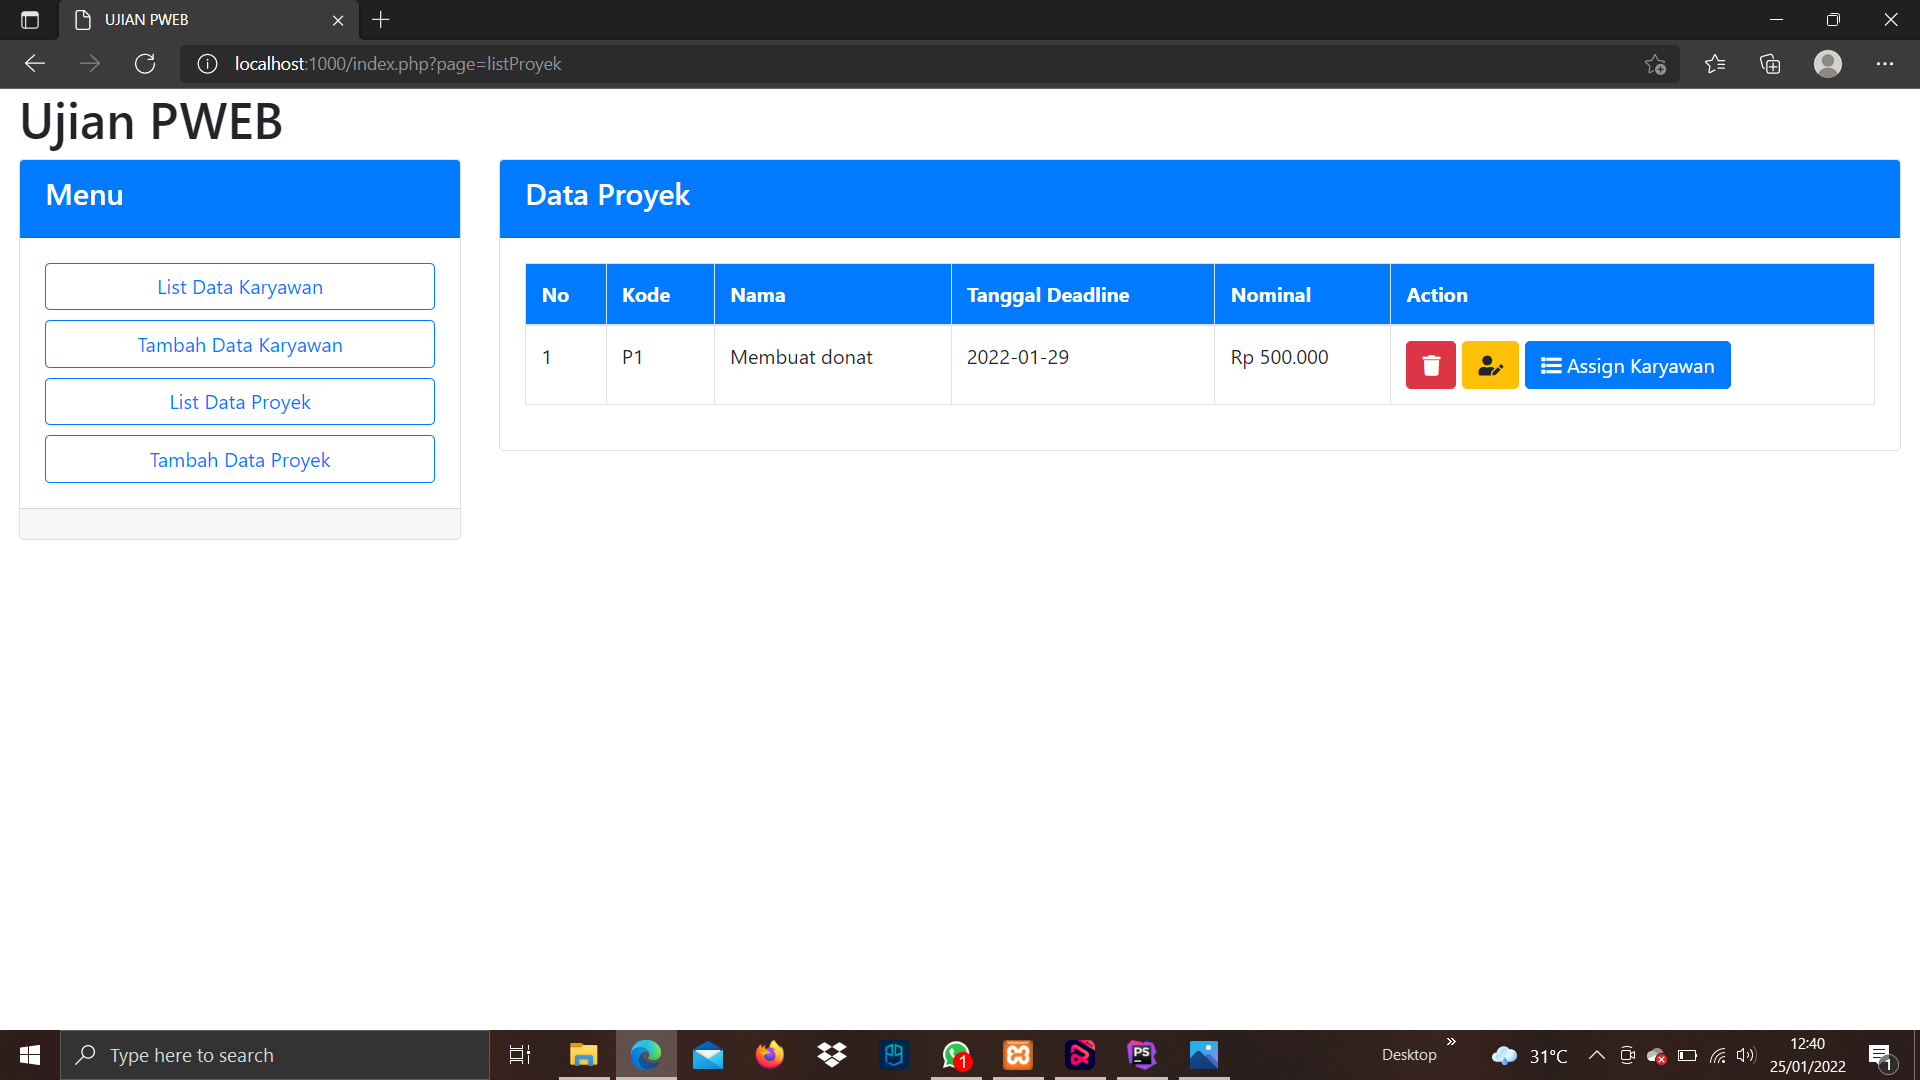 UJIAN PWEB
localhost:1000/index.php?page=listProyek
Ujian PWEB
Menu
List Data Karyawan
Tambah Data Karyawan
List Data Proyek
Tambah Data Proyek
Data Proyek
No Kode Nama Tanggal Deadline Nominal Action
1 P1 Membuat donat 2022-01-29 Rp 500.000 Assign Karyawan
Type here to search
1
PS
Desktop
31°C
12:40
25/01/2022
1